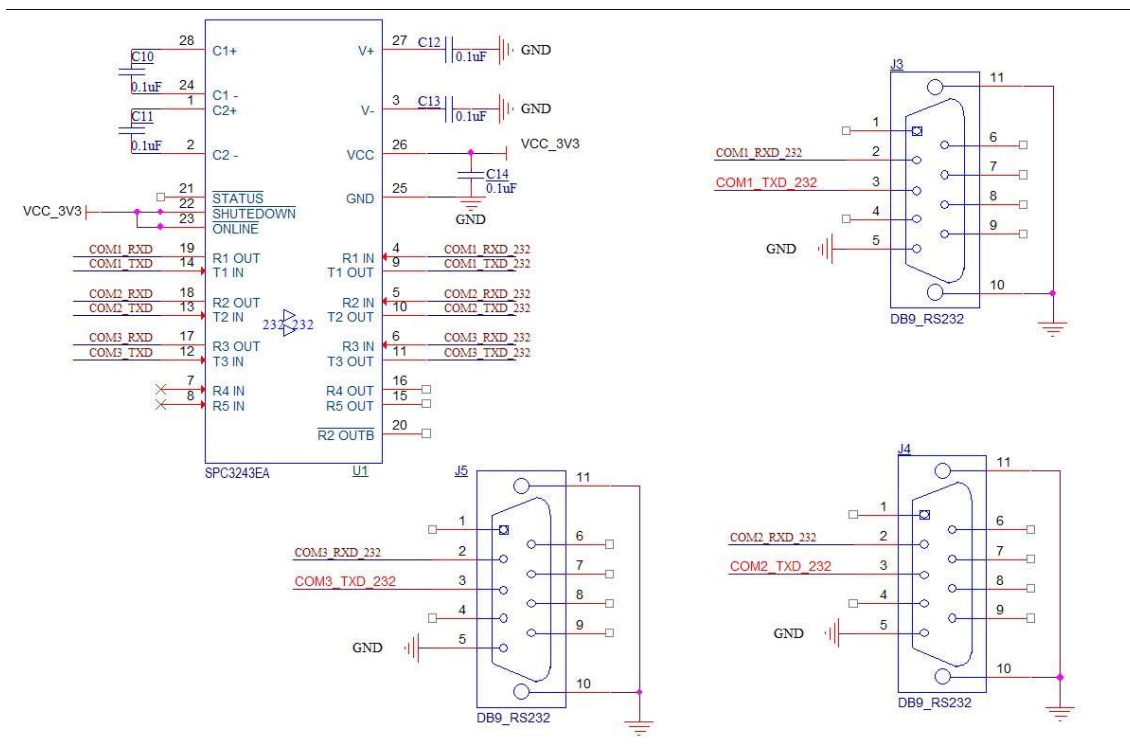 28 C1+ V+ 27 C12 0.1uF GND
C10 0.1uF
24 C1 -
1 C2+ V- 3 C13 0.1uF GND
C11 0.1uF
2 C2 - VCC 26 VCC_3V3
C14 0.1uF
21 STATUS GND 25
GND
VCC_3V3 22 SHUTEDOWN
23 ONLINE
COM1_RXD 19 R1 OUT R1 IN 4 COM1_RXD_232
COM1_TXD 14 T1 IN T1 OUT 9 COM1_TXD_232
COM2_RXD 18 R2 OUT R2 IN 5 COM2_RXD_232
COM2_TXD 13 T2 IN T2 OUT 10 COM2_TXD_232
232 232
COM3_RXD 17 R3 OUT R3 IN 6 COM3_RXD_232
COM3_TXD 12 T3 IN T3 OUT 11 COM3_TXD_232
7 R4 IN R4 OUT 16
8 R5 IN R5 OUT 15
R2 OUTB 20
SPC3243EA U1
J3
11
1
6
COM1_RXD_232 2
7
COM1_TXD_232 3
8
4
9
GND 5
10
DB9_RS232
J5
11
1
6
COM3_RXD_232 2
7
COM3_TXD_232 3
8
4
9
GND 5
10
DB9_RS232
J4
11
1
6
COM2_RXD_232 2
7
COM2_TXD_232 3
8
4
9
GND 5
10
DB9_RS232